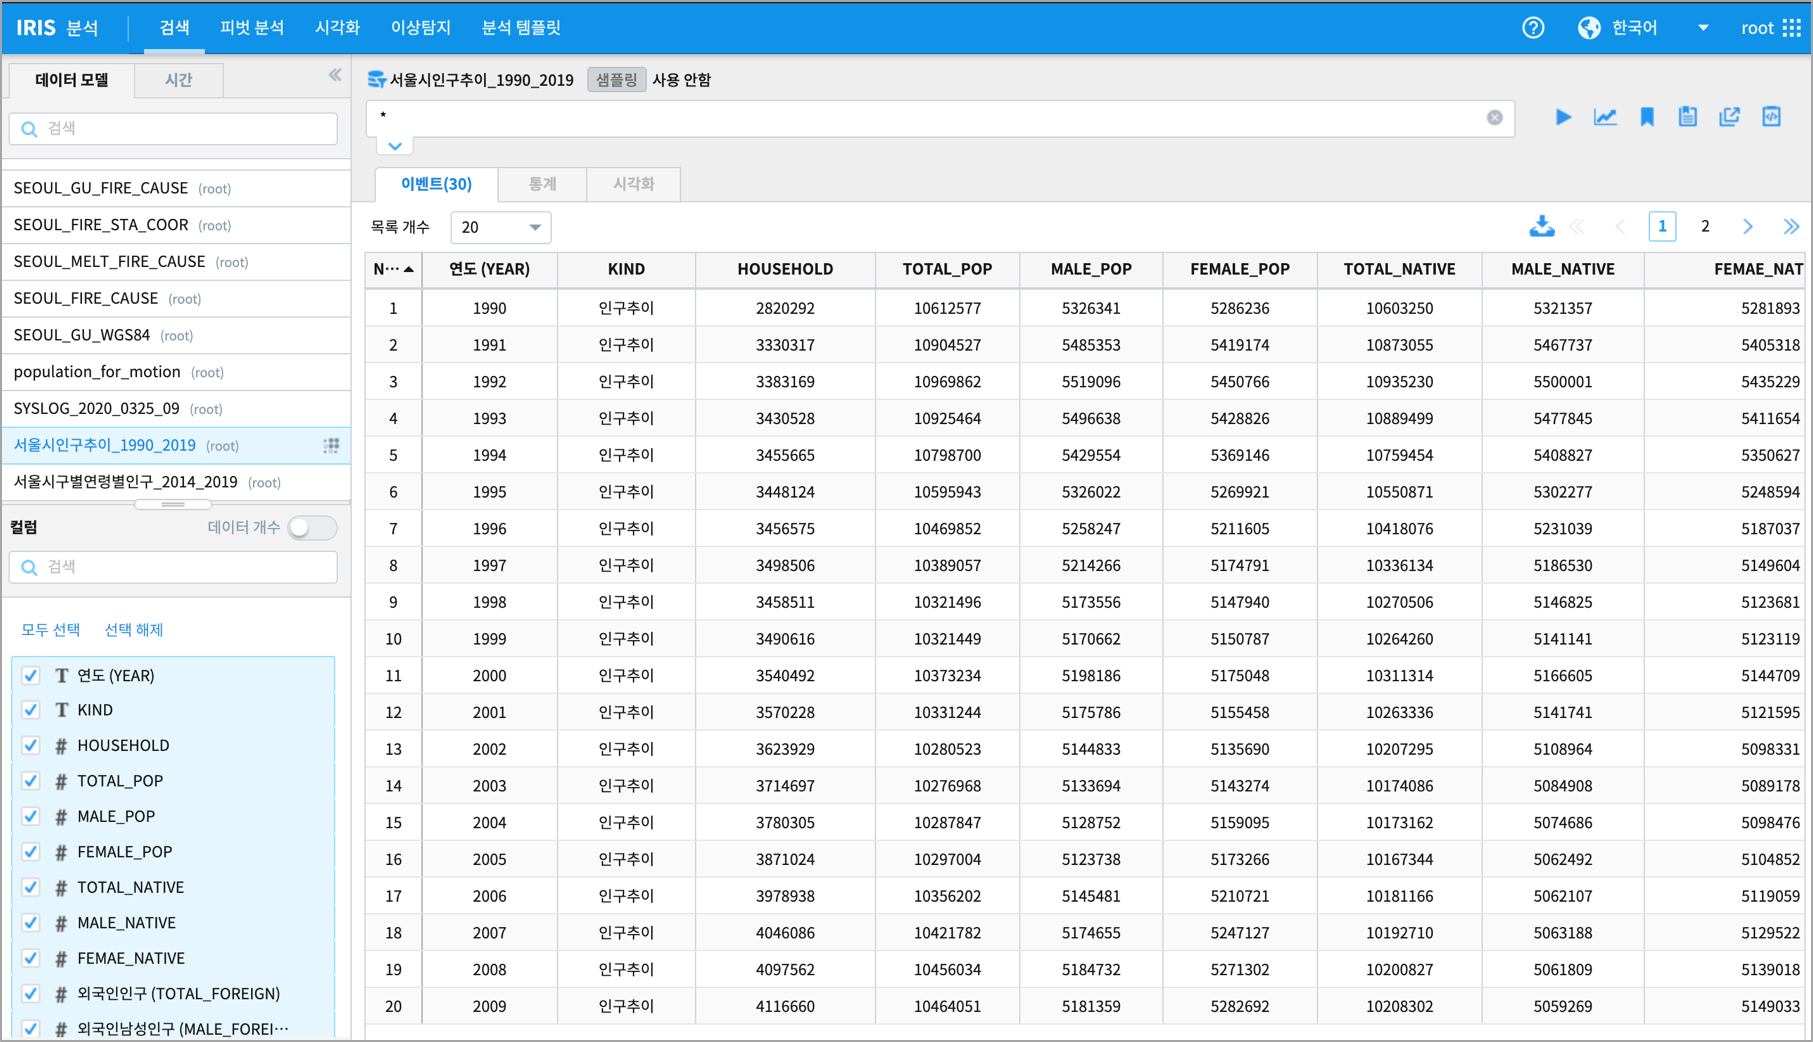 IRIS 분석 검색 피벗 분석 시각화 이상탐지 분석 템플릿 한국어 root
데이터 모델 시간
검색
SEOUL_GU_FIRE_CAUSE (root)
SEOUL_FIRE_STA_COOR (root)
SEOUL_MELT_FIRE_CAUSE (root)
SEOUL_FIRE_CAUSE (root)
SEOUL_GU_WGS84 (root)
population_for_motion (root)
SYSLOG_2020_0325_09 (root)
서울시인구추이_1990_2019 (root)
서울시구별연령별인구_2014_2019 (root)
컬럼 데이터 개수
검색
모두 선택 선택 해제
T 연도 (YEAR)
T KIND
# HOUSEHOLD
# TOTAL_POP
# MALE_POP
# FEMALE_POP
# TOTAL_NATIVE
# MALE_NATIVE
# FEMAE_NATIVE
# 외국인인구 (TOTAL_FOREIGN)
# 외국인남성인구 (MALE_FOREI···
서울시인구추이_1990_2019 샘플링 사용 안함
*
이벤트(30) 통계 시각화
목록 개수 20 1 2
N··· 연도 (YEAR) KIND HOUSEHOLD TOTAL_POP MALE_POP FEMALE_POP TOTAL_NATIVE MALE_NATIVE FEMAE_NAT
1 1990 인구추이 2820292 10612577 5326341 5286236 10603250 5321357 5281893
2 1991 인구추이 3330317 10904527 5485353 5419174 10873055 5467737 5405318
3 1992 인구추이 3383169 10969862 5519096 5450766 10935230 5500001 5435229
4 1993 인구추이 3430528 10925464 5496638 5428826 10889499 5477845 5411654
5 1994 인구추이 3455665 10798700 5429554 5369146 10759454 5408827 5350627
6 1995 인구추이 3448124 10595943 5326022 5269921 10550871 5302277 5248594
7 1996 인구추이 3456575 10469852 5258247 5211605 10418076 5231039 5187037
8 1997 인구추이 3498506 10389057 5214266 5174791 10336134 5186530 5149604
9 1998 인구추이 3458511 10321496 5173556 5147940 10270506 5146825 5123681
10 1999 인구추이 3490616 10321449 5170662 5150787 10264260 5141141 5123119
11 2000 인구추이 3540492 10373234 5198186 5175048 10311314 5166605 5144709
12 2001 인구추이 3570228 10331244 5175786 5155458 10263336 5141741 5121595
13 2002 인구추이 3623929 10280523 5144833 5135690 10207295 5108964 5098331
14 2003 인구추이 3714697 10276968 5133694 5143274 10174086 5084908 5089178
15 2004 인구추이 3780305 10287847 5128752 5159095 10173162 5074686 5098476
16 2005 인구추이 3871024 10297004 5123738 5173266 10167344 5062492 5104852
17 2006 인구추이 3978938 10356202 5145481 5210721 10181166 5062107 5119059
18 2007 인구추이 4046086 10421782 5174655 5247127 10192710 5063188 5129522
19 2008 인구추이 4097562 10456034 5184732 5271302 10200827 5061809 5139018
20 2009 인구추이 4116660 10464051 5181359 5282692 10208302 5059269 5149033